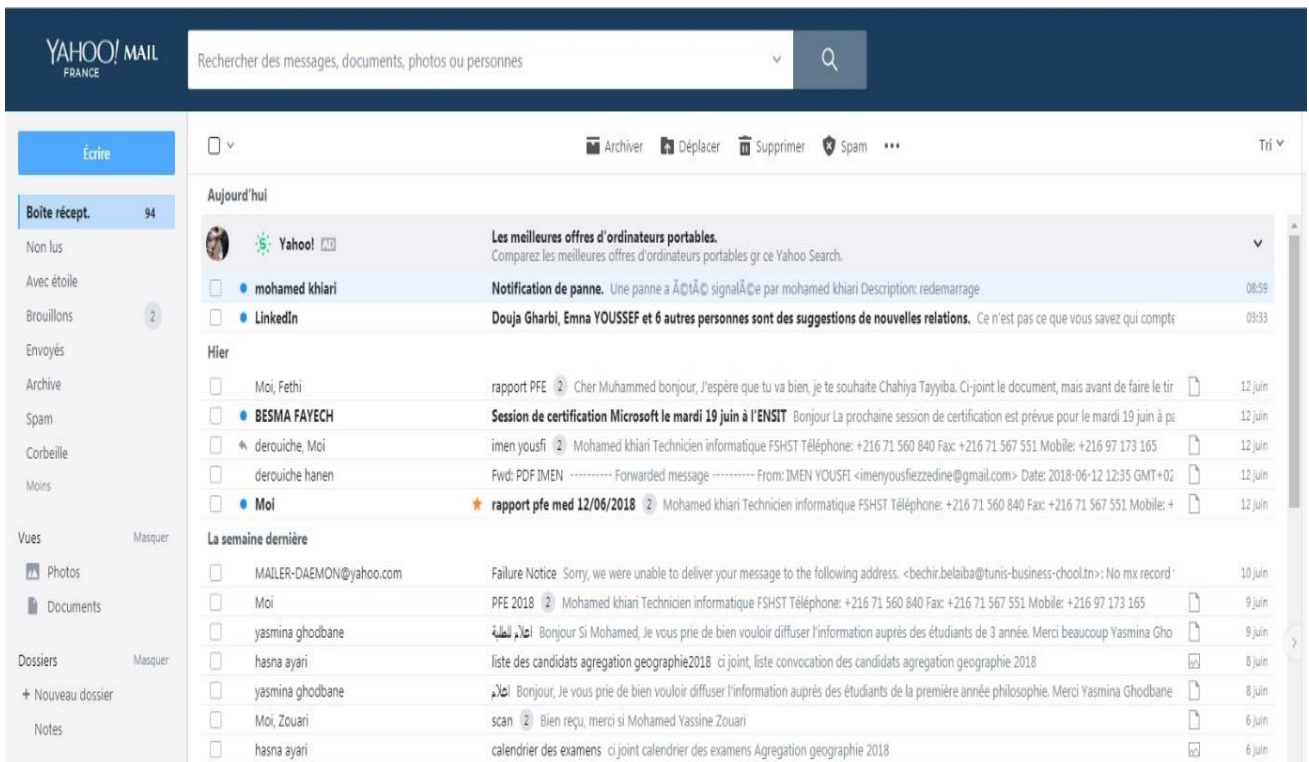 YAHOO! MAIL
FRANCE
Rechercher des messages, documents, photos ou personnes
Écrire
Archiver Déplacer Supprimer Spam ••• Tri
Boîte récept. 94
Non lus
Avec étoile
Brouillons 2
Envoyés
Archive
Spam
Corbeille
Moins
Vues Masquer
Photos
Documents
Dossiers Masquer
+ Nouveau dossier
Notes
Aujourd'hui
Yahoo! AD Les meilleures offres d'ordinateurs portables.
Comparez les meilleures offres d'ordinateurs portables gr ce Yahoo Search.
mohamed khiari Notification de panne. Une panne a Ã©tÃ© signalÃ©e par mohamed khiari Description: redemarrage 08:59
LinkedIn Douja Gharbi, Emna YOUSSEF et 6 autres personnes sont des suggestions de nouvelles relations. Ce n'est pas ce que vous savez qui compte 03:33
Hier
Moi, Fethi rapport PFE 2 Cher Muhammed bonjour, J'espère que tu va bien, je te souhaite Chahiya Tayyiba. Ci-joint le document, mais avant de faire le tir 12 juin
BESMA FAYECH Session de certification Microsoft le mardi 19 juin à l'ENSIT Bonjour La prochaine session de certification est prévue pour le mardi 19 juin à pa 12 juin
derouiche, Moi imen yousfi 2 Mohamed khiari Technicien informatique FSHST Téléphone: +216 71 560 840 Fax: +216 71 567 551 Mobile: +216 97 173 165 12 juin
derouiche hanen Fwd: PDF IMEN ---------- Forwarded message ---------- From: IMEN YOUSFI <imenyousfiezzedine@gmail.com> Date: 2018-06-12 12:35 GMT+02 12 juin
Moi rapport pfe med 12/06/2018 2 Mohamed khiari Technicien informatique FSHST Téléphone: +216 71 560 840 Fax: +216 71 567 551 Mobile: + 12 juin
La semaine dernière
MAILER-DAEMON@yahoo.com Failure Notice Sorry, we were unable to deliver your message to the following address. <bechir.belaiba@tunis-business-chool.tn>: No mx record 10 juin
Moi PFE 2018 2 Mohamed khiari Technicien informatique FSHST Téléphone: +216 71 560 840 Fax: +216 71 567 551 Mobile: +216 97 173 165 9 juin
yasmina ghodbane اعلام للطلبة Bonjour Si Mohamed, Je vous prie de bien vouloir diffuser l'information auprès des étudiants de 3 année. Merci beaucoup Yasmina Gho 9 juin
hasna ayari liste des candidats agregation geographie2018 ci joint, liste convocation des candidats agregation geographie 2018 8 juin
yasmina ghodbane اعلام Bonjour, Je vous prie de bien vouloir diffuser l'information auprès des étudiants de la première année philosophie. Merci Yasmina Ghodbane 8 juin
Moi, Zouari scan 2 Bien reçu, merci si Mohamed Yassine Zouari 6 juin
hasna ayari calendrier des examens ci joint calendrier des examens Agregation geographie 2018 6 juin